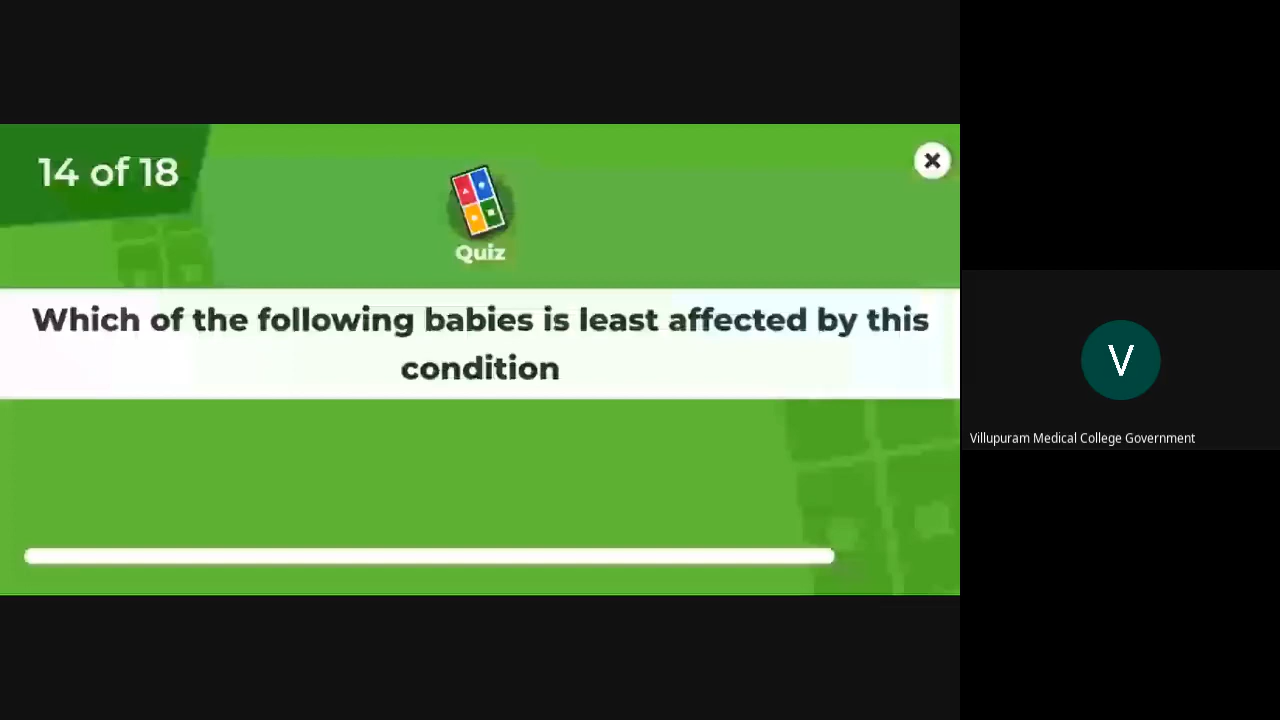 14 of 18
Quiz
Which of the following babies is least affected by this
condition
V
Villupuram Medical College Government